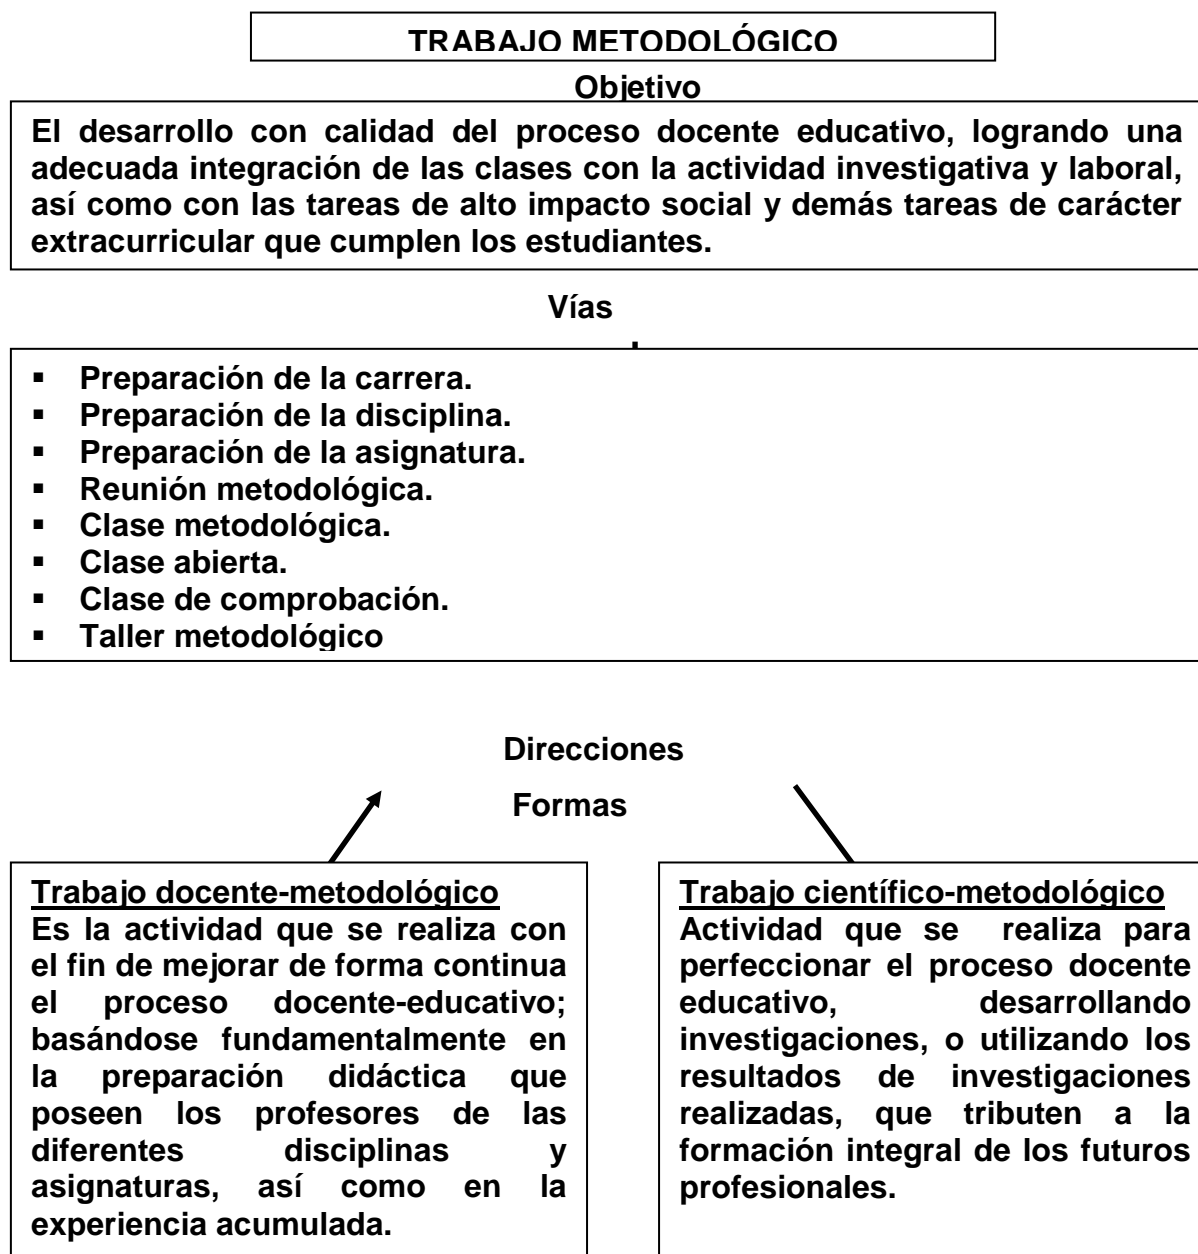 TRABAJO METODOLÓGICO
Objetivo
El desarrollo con calidad del proceso docente educativo, logrando una
adecuada integración de las clases con la actividad investigativa y laboral,
así como con las tareas de alto impacto social y demás tareas de carácter
extracurricular que cumplen los estudiantes.
Vías
▪ Preparación de la carrera.
▪ Preparación de la disciplina.
▪ Preparación de la asignatura.
▪ Reunión metodológica.
▪ Clase metodológica.
▪ Clase abierta.
▪ Clase de comprobación.
▪ Taller metodológico
Direcciones
Formas
Trabajo docente-metodológico
Es la actividad que se realiza con
el fin de mejorar de forma continua
el proceso docente-educativo;
basándose fundamentalmente en
la preparación didáctica que
poseen los profesores de las
diferentes disciplinas y
asignaturas, así como en la
experiencia acumulada.
Trabajo científico-metodológico
Actividad que se realiza para
perfeccionar el proceso docente
educativo, desarrollando
investigaciones, o utilizando los
resultados de investigaciones
realizadas, que tributen a la
formación integral de los futuros
profesionales.